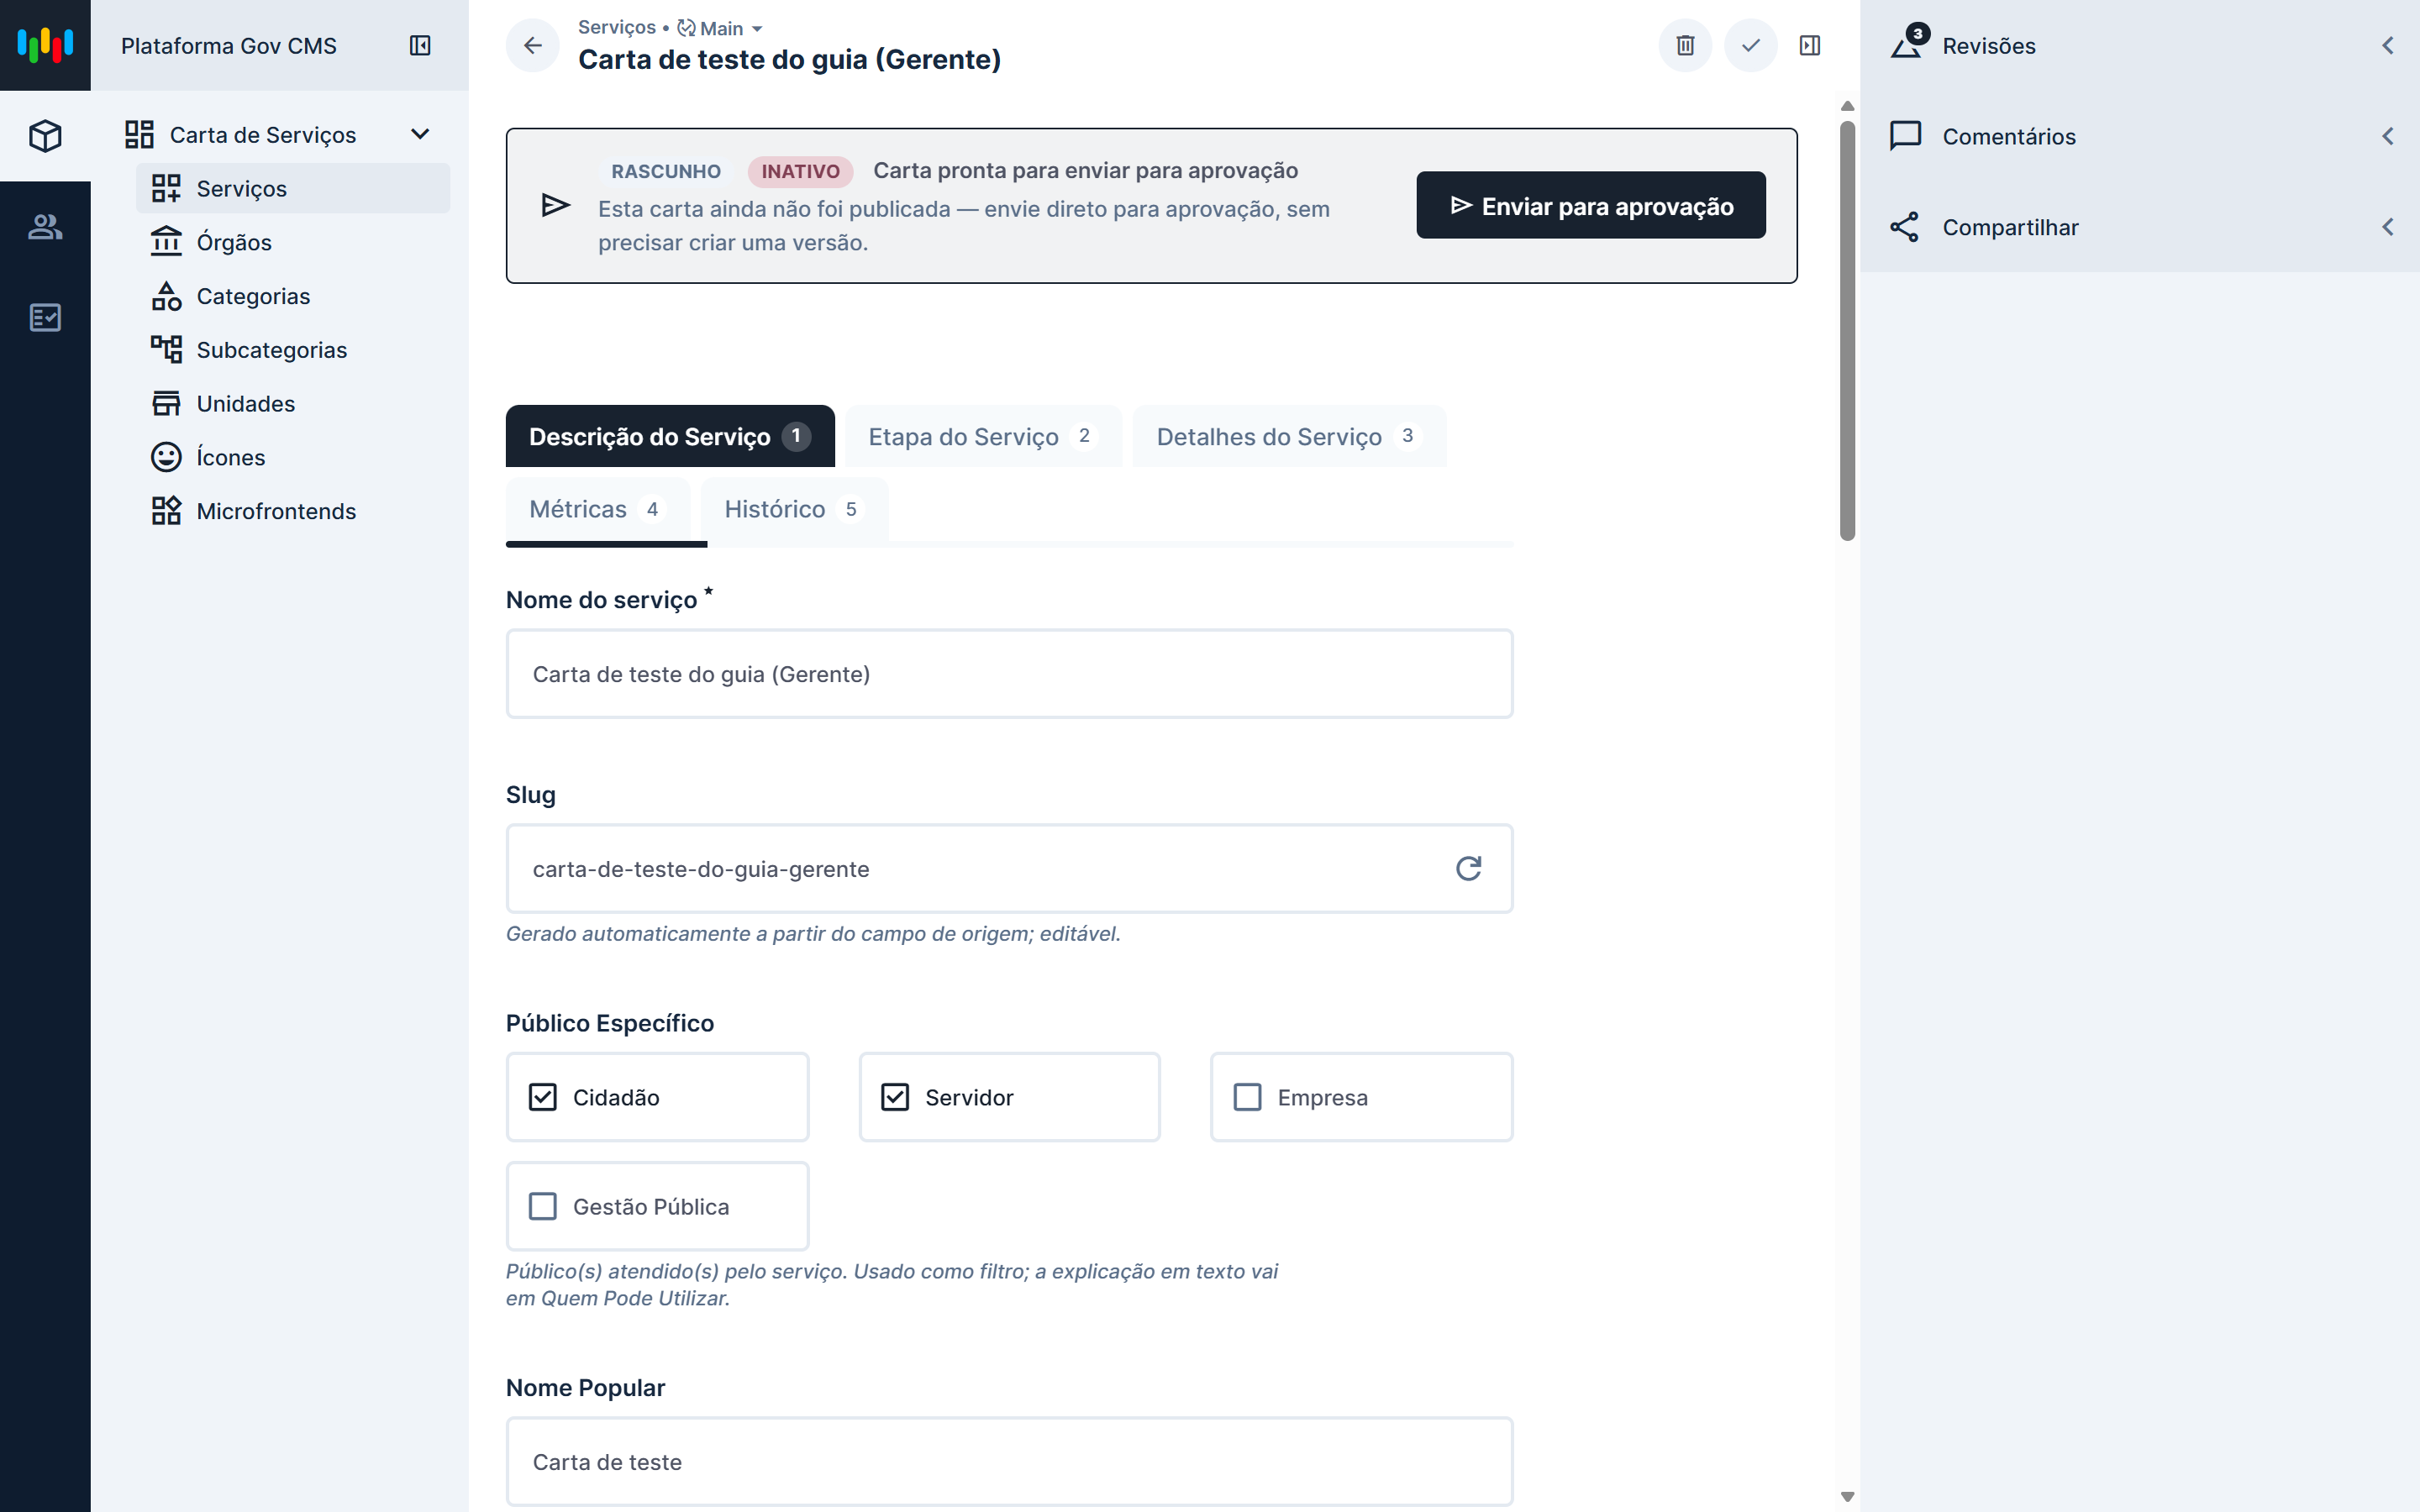 Plataforma Gov CMS
Carta de Serviços
Serviços
Órgãos
Categorias
Subcategorias
Unidades
Ícones
Microfrontends
Serviços • Main
Carta de teste do guia (Gerente)
RASCUNHO INATIVO Carta pronta para enviar para aprovação
Esta carta ainda não foi publicada — envie direto para aprovação, sem
precisar criar uma versão.
Enviar para aprovação
Descrição do Serviço 1
Etapa do Serviço 2
Detalhes do Serviço 3
Métricas 4
Histórico 5
Nome do serviço *
Carta de teste do guia (Gerente)
Slug
carta-de-teste-do-guia-gerente
Gerado automaticamente a partir do campo de origem; editável.
Público Específico
Cidadão
Servidor
Empresa
Gestão Pública
Público(s) atendido(s) pelo serviço. Usado como filtro; a explicação em texto vai
em Quem Pode Utilizar.
Nome Popular
Carta de teste
3
Revisões
Comentários
Compartilhar